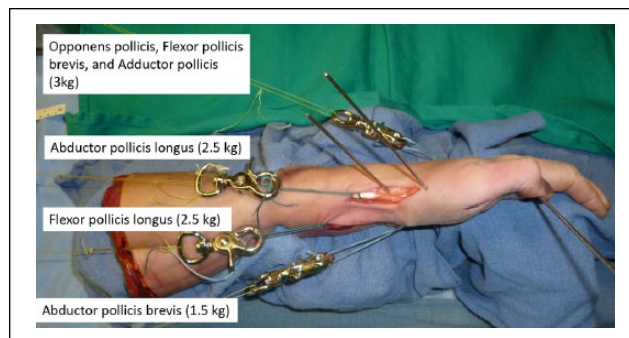 Opponens pollicis, Flexor pollicis
brevis, and Adductor pollicis
(3kg)
Abductor pollicis longus (2.5 kg)
Flexor pollicis longus (2.5 kg)
Abductor pollicis brevis (1.5 kg)